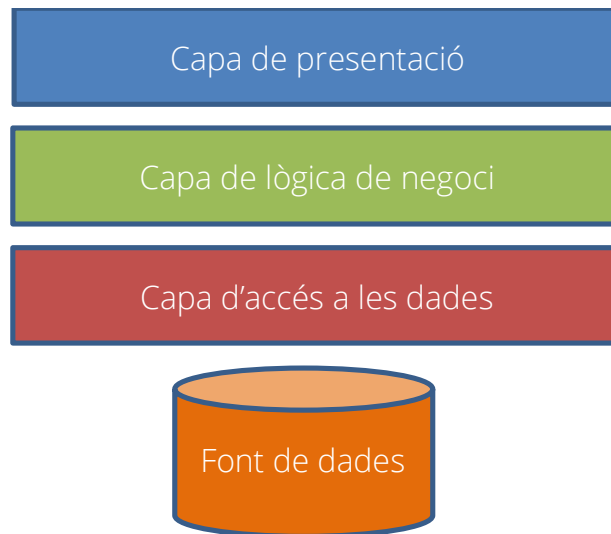 Capa de presentació
Capa de lògica de negoci
Capa d’accés a les dades
Font de dades